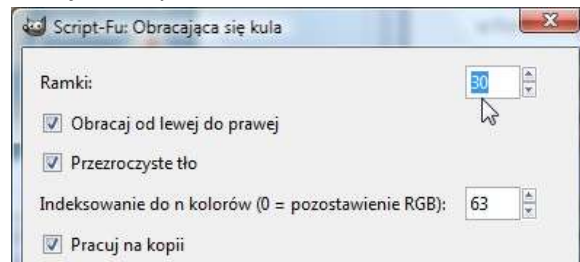 Script-Fu: Obracająca się kula
Ramki: 30
Obracaj od lewej do prawej
Przezroczyste tło
Indeksowanie do n kolorów (0 = pozostawienie RGB): 63
Pracuj na kopii